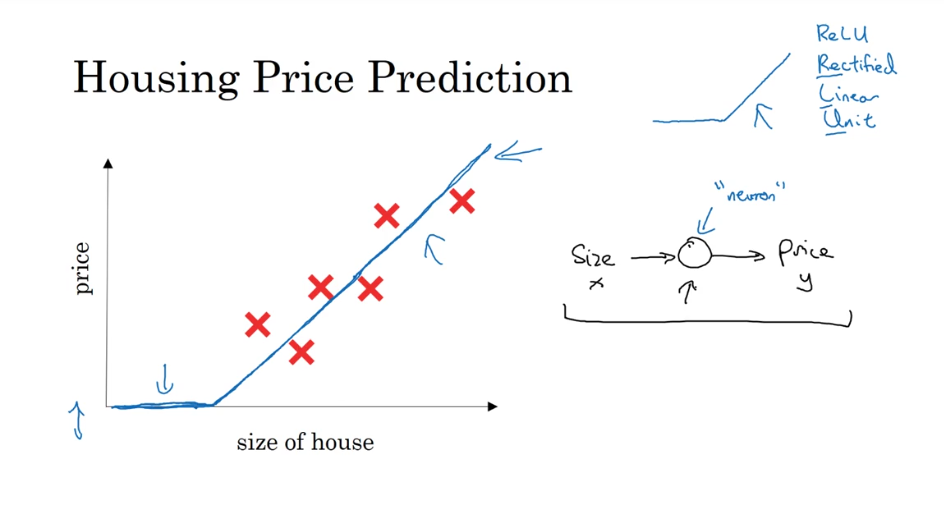 Housing Price Prediction
ReLU
Rectified
Linear
Unit
price
size of house
"neuron"
Size
x
Price
y